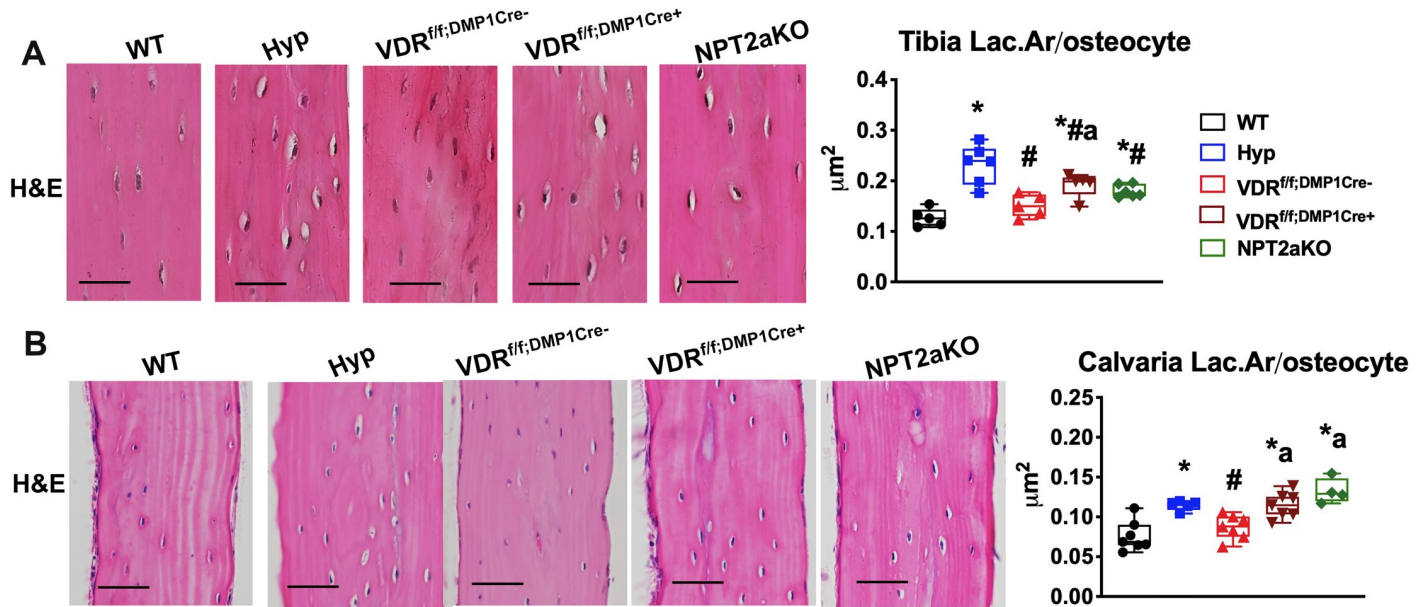 A
WT
Hyp
VDRf/f;DMP1Cre-
VDRf/f;DMP1Cre+
NPT2aKO
H&E
Tibia Lac.Ar/osteocyte
µm2
0.4
0.3
0.2
0.1
0.0
*
#
*#a
*#
WT
Hyp
VDRf/f;DMP1Cre-
VDRf/f;DMP1Cre+
NPT2aKO
B
WT
Hyp
VDRf/f;DMP1Cre-
VDRf/f;DMP1Cre+
NPT2aKO
H&E
Calvaria Lac.Ar/osteocyte
µm2
0.25
0.20
0.15
0.10
0.05
0.00
*
#
*a
*a